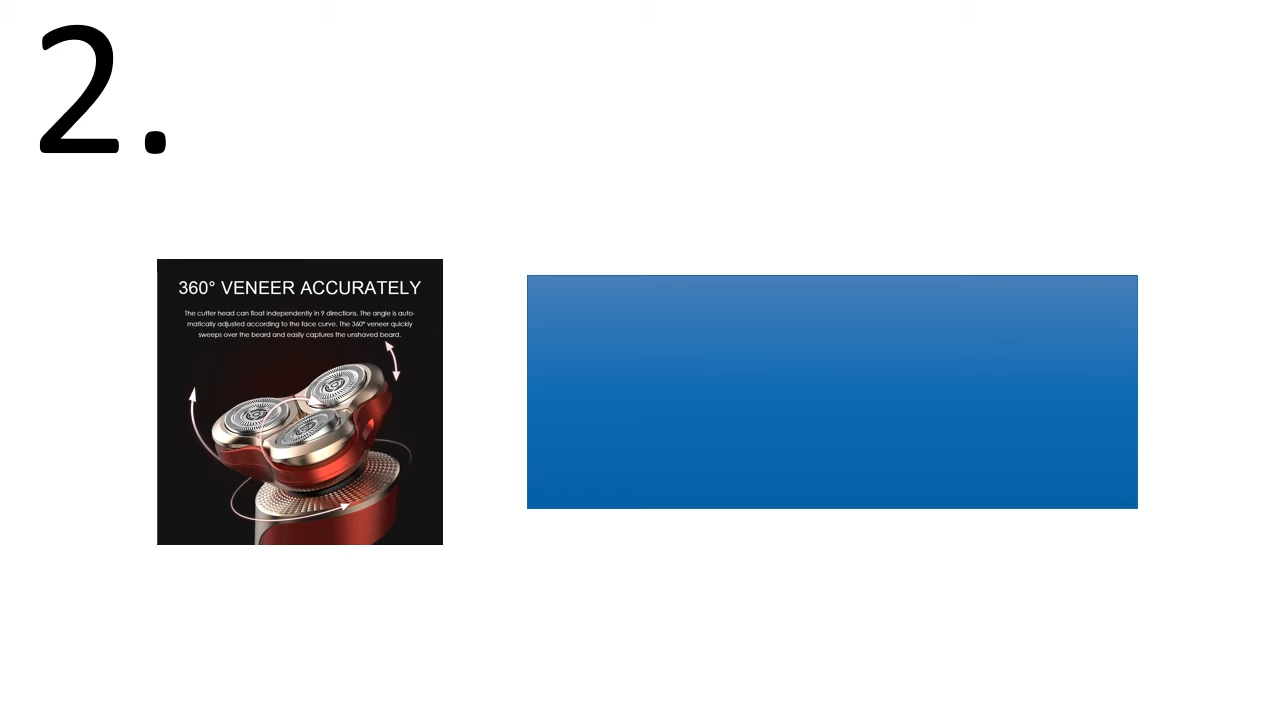 2.
360° VENEER ACCURATELY
The cutter head can float independently in 9 directions. The angle is auto-
matically adjusted according to the face curve. The 360° veneer quickly
sweeps over the beard and easily captures the unshaved beard.